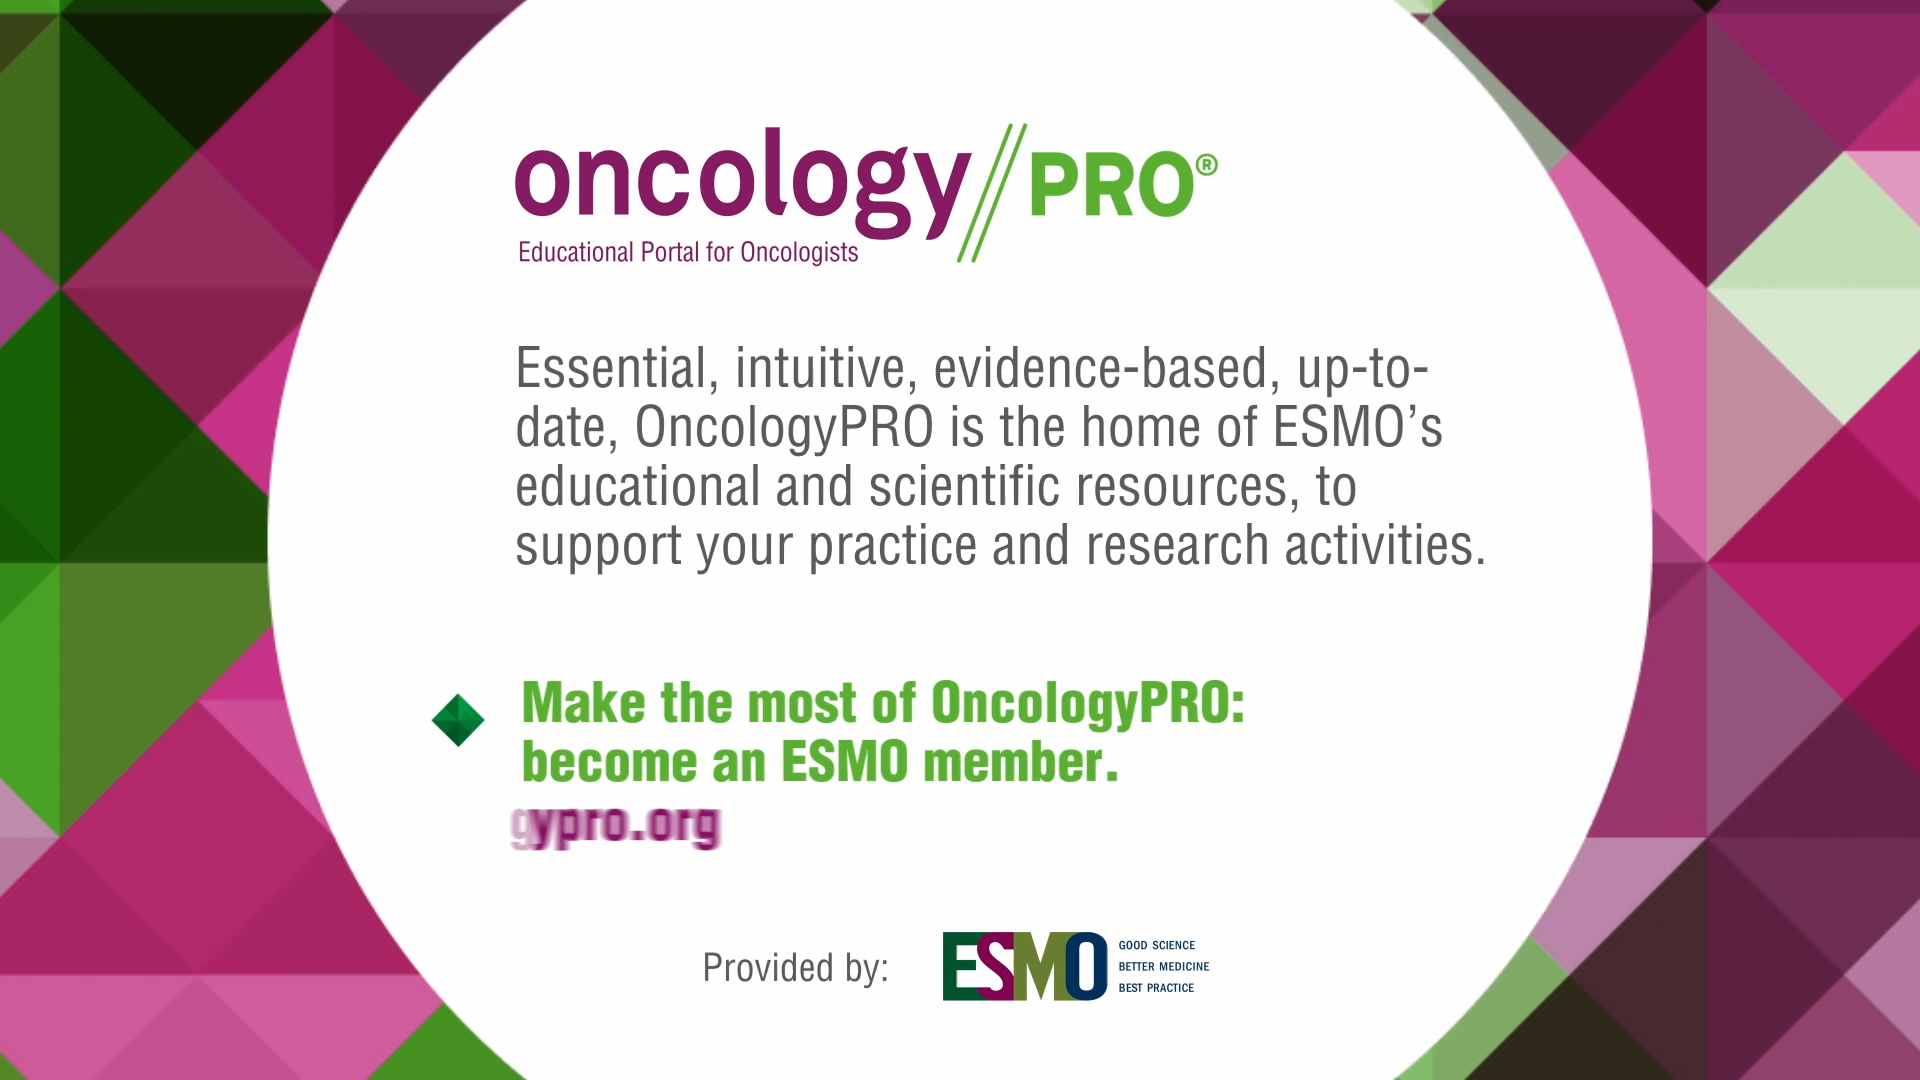 oncology//PRO®
Educational Portal for Oncologists
Essential, intuitive, evidence-based, up-to-
date, OncologyPRO is the home of ESMO’s
educational and scientific resources, to
support your practice and research activities.
Make the most of OncologyPRO:
become an ESMO member.
gypro.org
Provided by:
ESMO
GOOD SCIENCE
BETTER MEDICINE
BEST PRACTICE